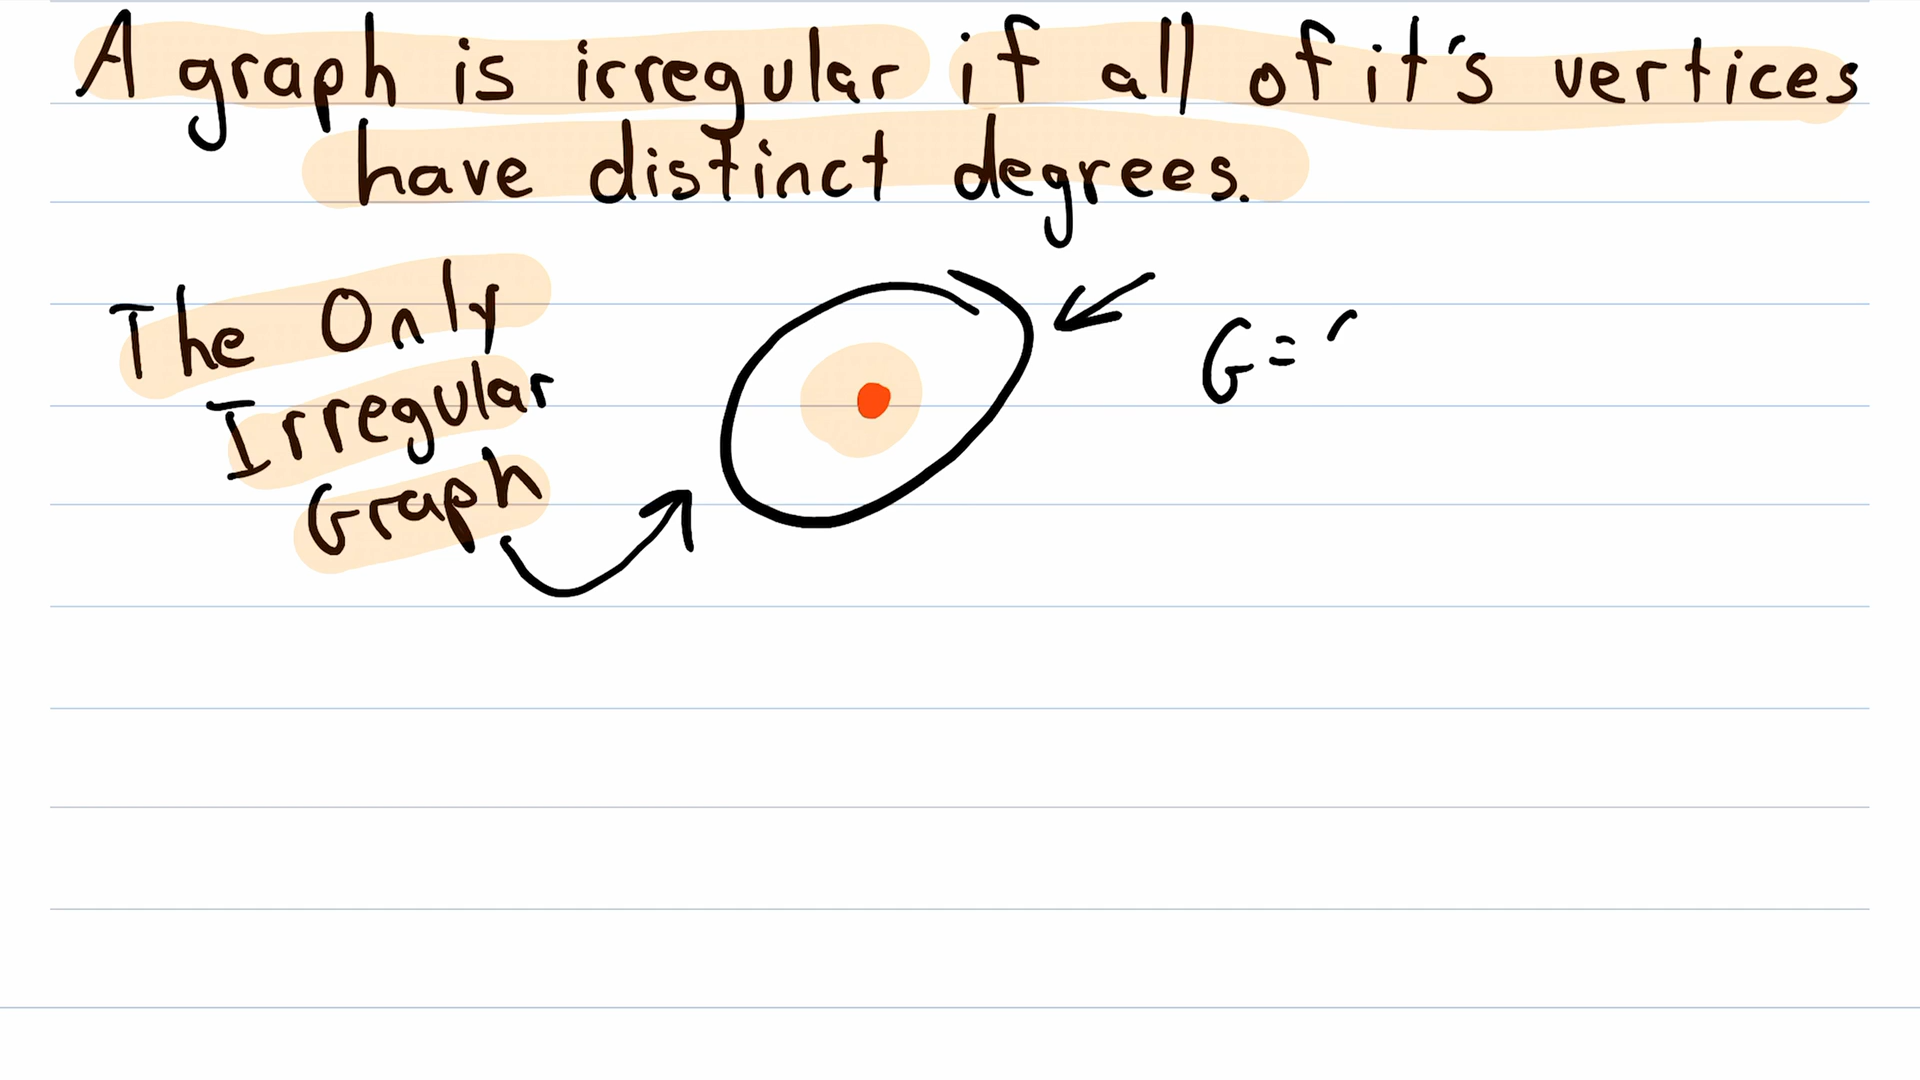 A graph is irregular if all of it's vertices
have distinct degrees.
The Only
Irregular
Graph
G =